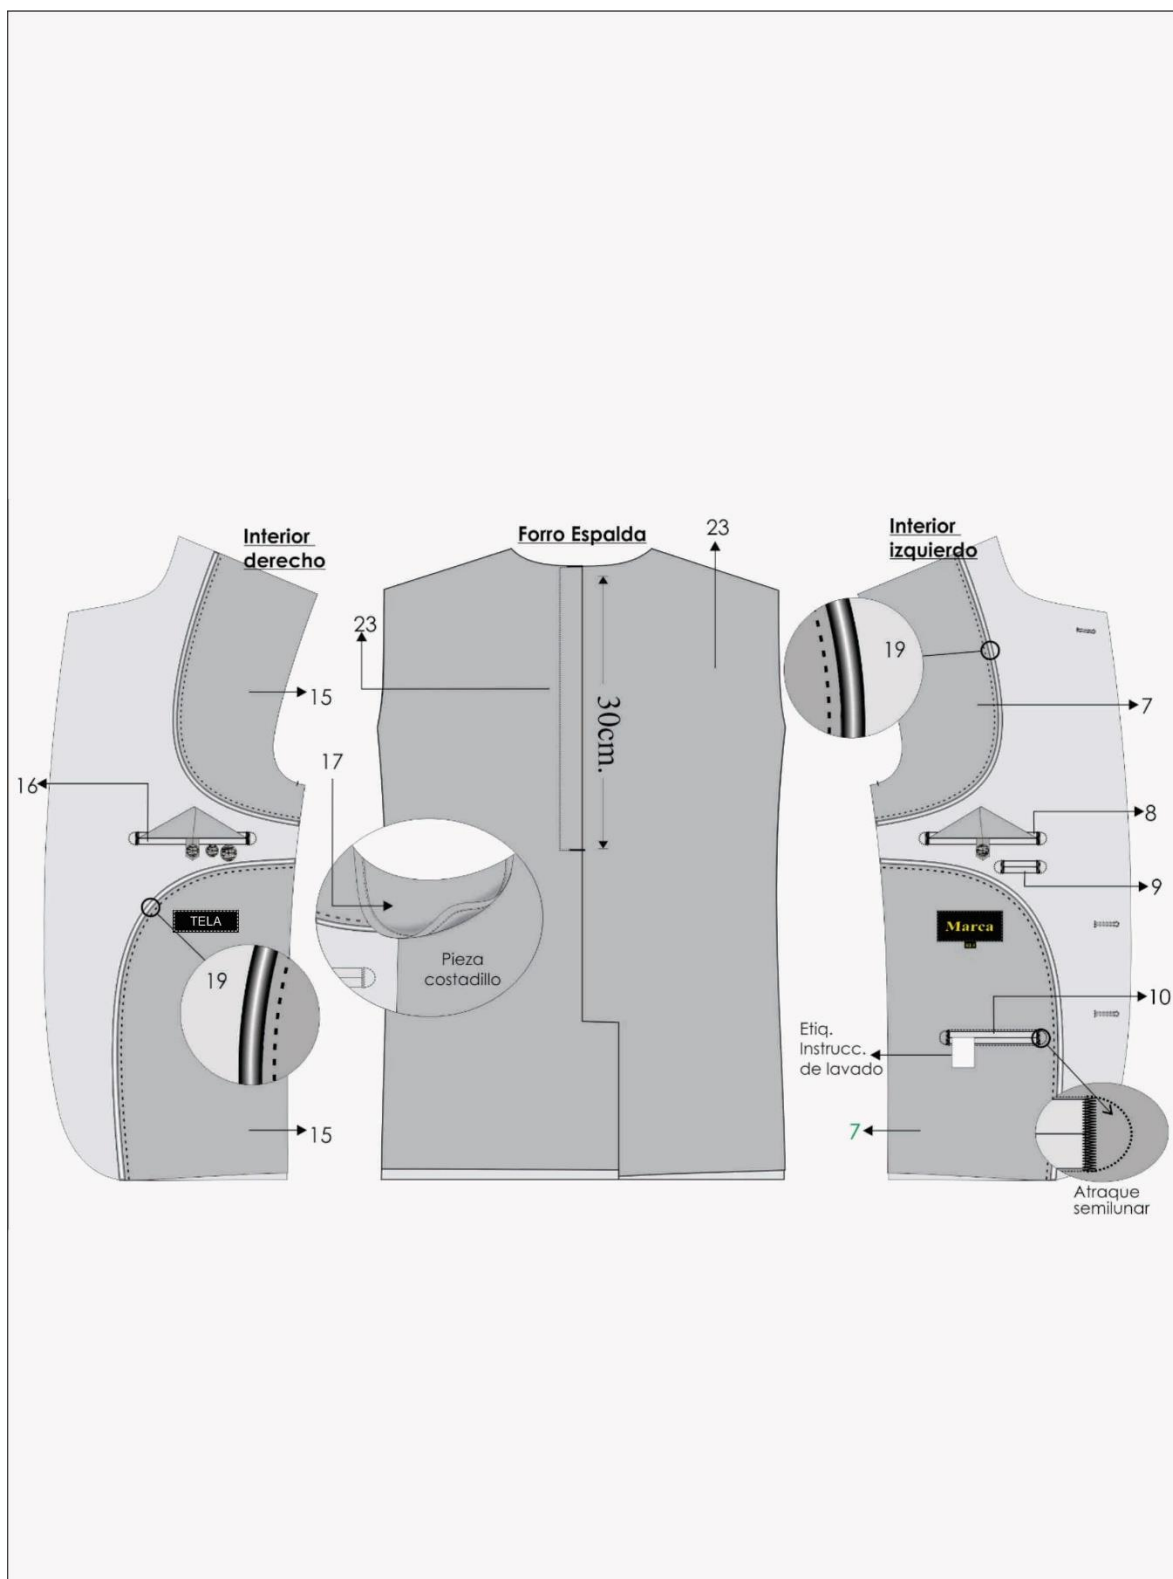 Interior
derecho
Forro Espalda
23
Interior
izquierdo
23
19
15
30cm.
7
17
16
8
9
TELA
Marca
Pieza
costadillo
19
10
Etiq.
Instrucc.
de lavado
15
7
Atraque
semilunar